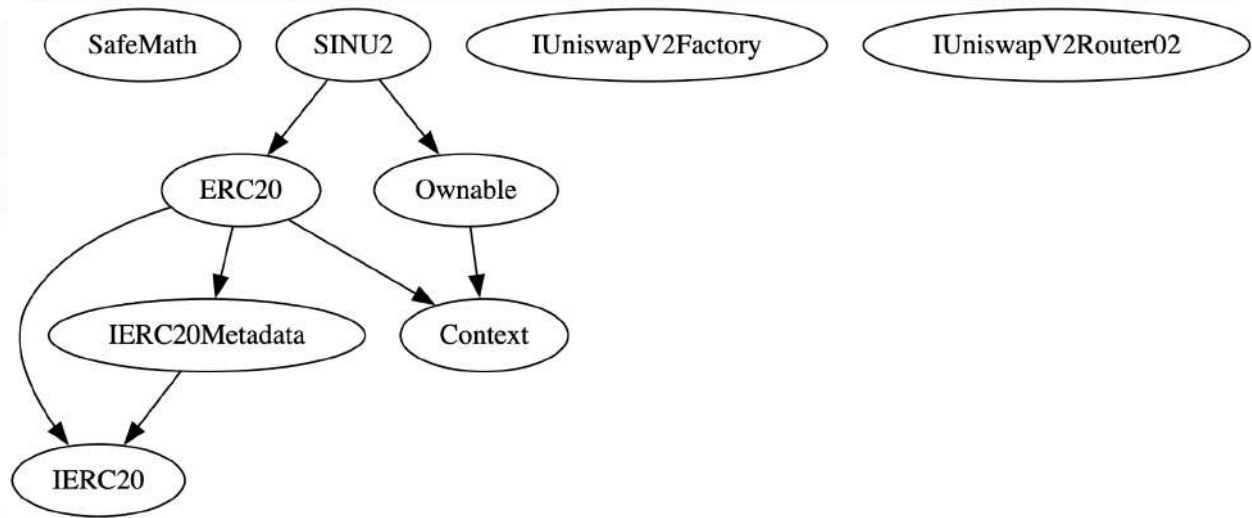 SafeMath
SINU2
IUniswapV2Factory
IUniswapV2Router02
ERC20
Ownable
IERC20Metadata
Context
IERC20